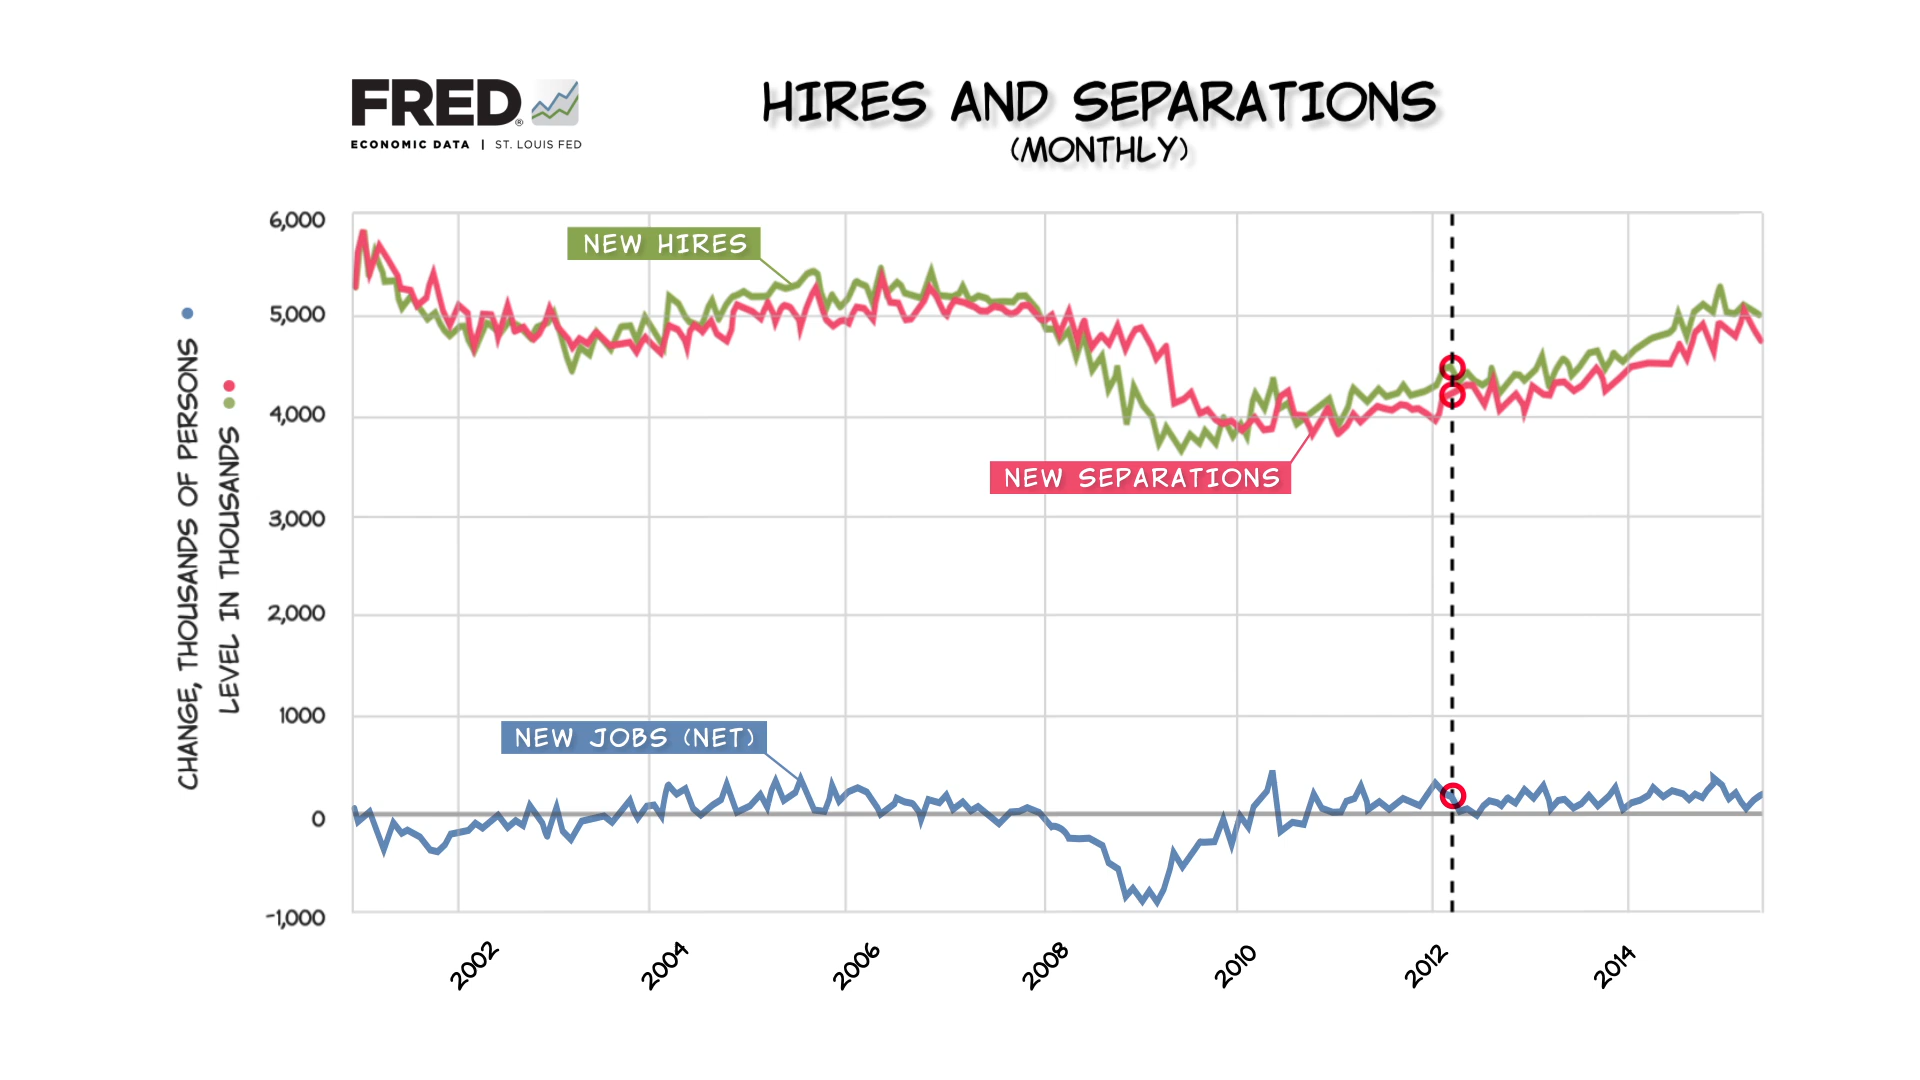 FRED®
ECONOMIC DATA | ST. LOUIS FED
HIRES AND SEPARATIONS
(MONTHLY)
CHANGE, THOUSANDS OF PERSONS
LEVEL IN THOUSANDS
6,000
5,000
4,000
3,000
2,000
1000
0
-1,000
NEW HIRES
NEW SEPARATIONS
NEW JOBS (NET)
2002
2004
2006
2008
2010
2012
2014